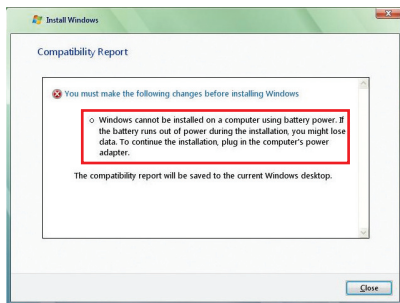 Install Windows
Compatibility Report
You must make the following changes before installing Windows
Windows cannot be installed on a computer using battery power. If
the battery runs out of power during the installation, you might lose
data. To continue the installation, plug in the computer's power
adapter.
The compatibility report will be saved to the current Windows desktop.
Close